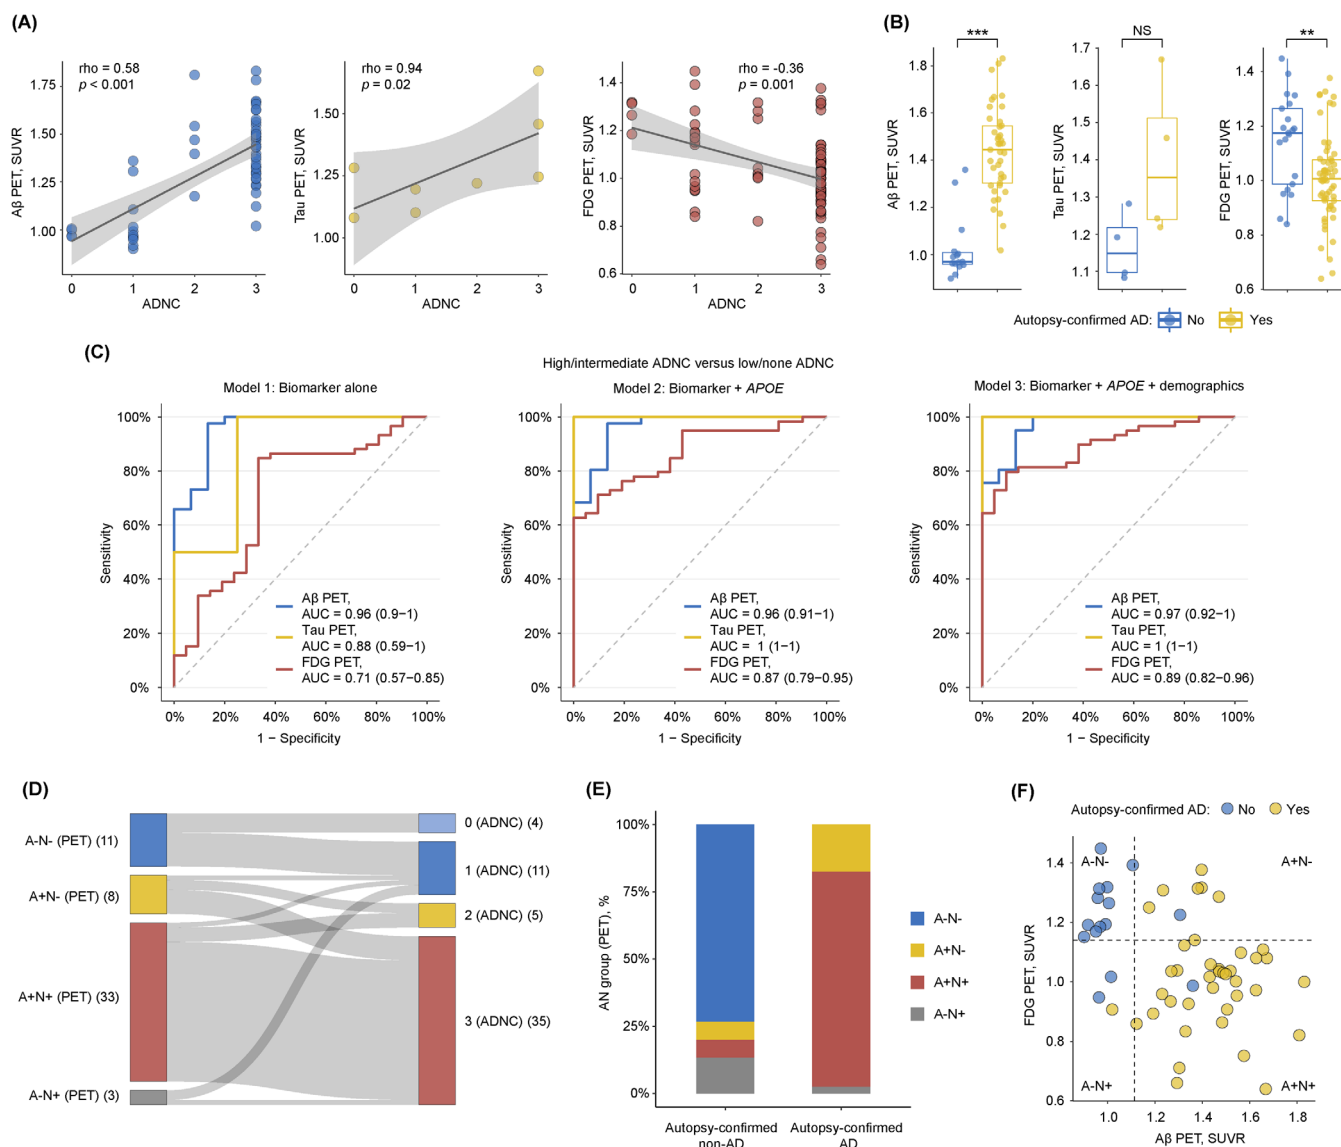 (A)
rho = 0.58
p < 0.001
Aβ PET, SUVR
1.75
1.50
1.25
1.00
0 1 2 3
ADNC
rho = 0.94
p = 0.02
Tau PET, SUVR
1.50
1.25
1.00
0 1 2 3
ADNC
rho = -0.36
p = 0.001
FDG PET, SUVR
1.4
1.2
1.0
0.8
0.6
0 1 2 3
ADNC
(B)
***
Aβ PET, SUVR
1.8
1.6
1.4
1.2
1.0
NS
Tau PET, SUVR
1.7
1.6
1.5
1.4
1.3
1.2
1.1
**
FDG PET, SUVR
1.4
1.2
1.0
0.8
0.6
Autopsy-confirmed AD: No Yes
(C)
High/intermediate ADNC versus low/none ADNC
Model 1: Biomarker alone
Sensitivity
100%
80%
60%
40%
20%
0%
Aβ PET,
AUC = 0.96 (0.9−1)
Tau PET,
AUC = 0.88 (0.59−1)
FDG PET,
AUC = 0.71 (0.57−0.85)
0% 20% 40% 60% 80% 100%
1 − Specificity
Model 2: Biomarker + APOE
Sensitivity
100%
80%
60%
40%
20%
0%
Aβ PET,
AUC = 0.96 (0.91−1)
Tau PET,
AUC = 1 (1−1)
FDG PET,
AUC = 0.87 (0.79−0.95)
0% 20% 40% 60% 80% 100%
1 − Specificity
Model 3: Biomarker + APOE + demographics
Sensitivity
100%
80%
60%
40%
20%
0%
Aβ PET,
AUC = 0.97 (0.92−1)
Tau PET,
AUC = 1 (1−1)
FDG PET,
AUC = 0.89 (0.82−0.96)
0% 20% 40% 60% 80% 100%
1 − Specificity
(D)
A-N- (PET) (11)
A+N- (PET) (8)
A+N+ (PET) (33)
A-N+ (PET) (3)
0 (ADNC) (4)
1 (ADNC) (11)
2 (ADNC) (5)
3 (ADNC) (35)
(E)
AN group (PET), %
100%
75%
50%
25%
0%
Autopsy-confirmed
non-AD
Autopsy-confirmed
AD
A-N-
A+N-
A+N+
A-N+
(F)
Autopsy-confirmed AD: No Yes
A-N-
A+N-
A-N+
A+N+
FDG PET, SUVR
1.4
1.2
1.0
0.8
0.6
1.0 1.2 1.4 1.6 1.8
Aβ PET, SUVR